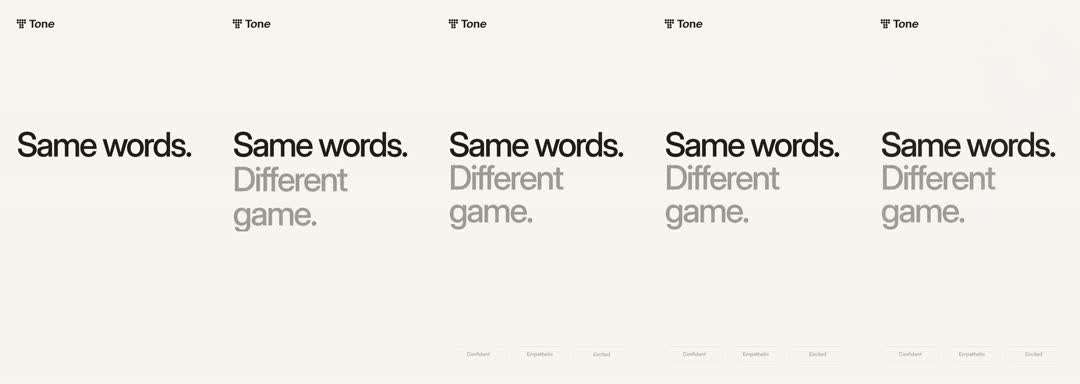 Tone Tone Tone Tone Tone
Same words. Same words. Same words. Same words. Same words.
Different Different Different Different
game. game. game. game.
Confident Empathetic Excited Confident Empathetic Excited Confident Empathetic Excited